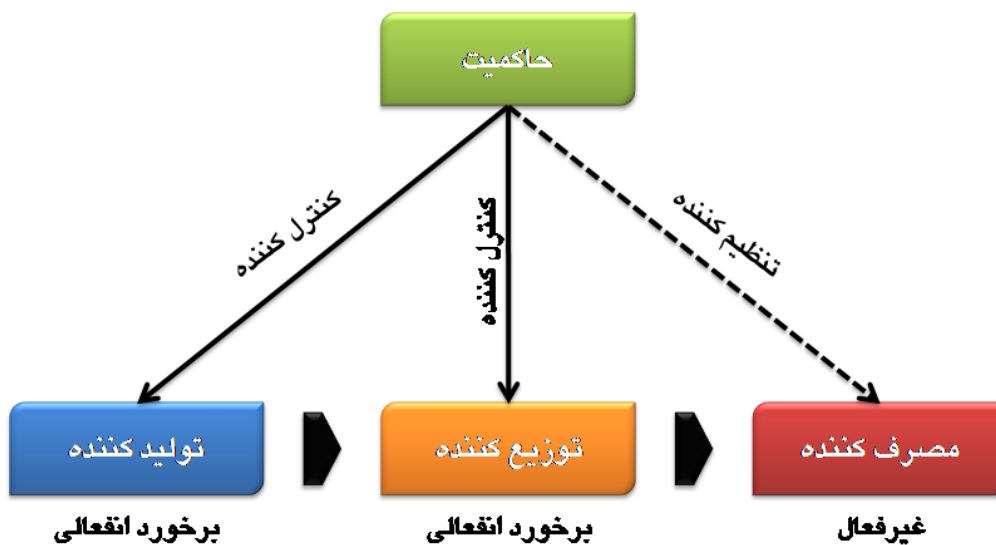 حاکمیت
کنترل کننده
کنترل کننده
تنظیم کننده
تولید کننده
توزیع کننده
مصرف کننده
برخورد انفعالی
برخورد انفعالی
غیرفعال